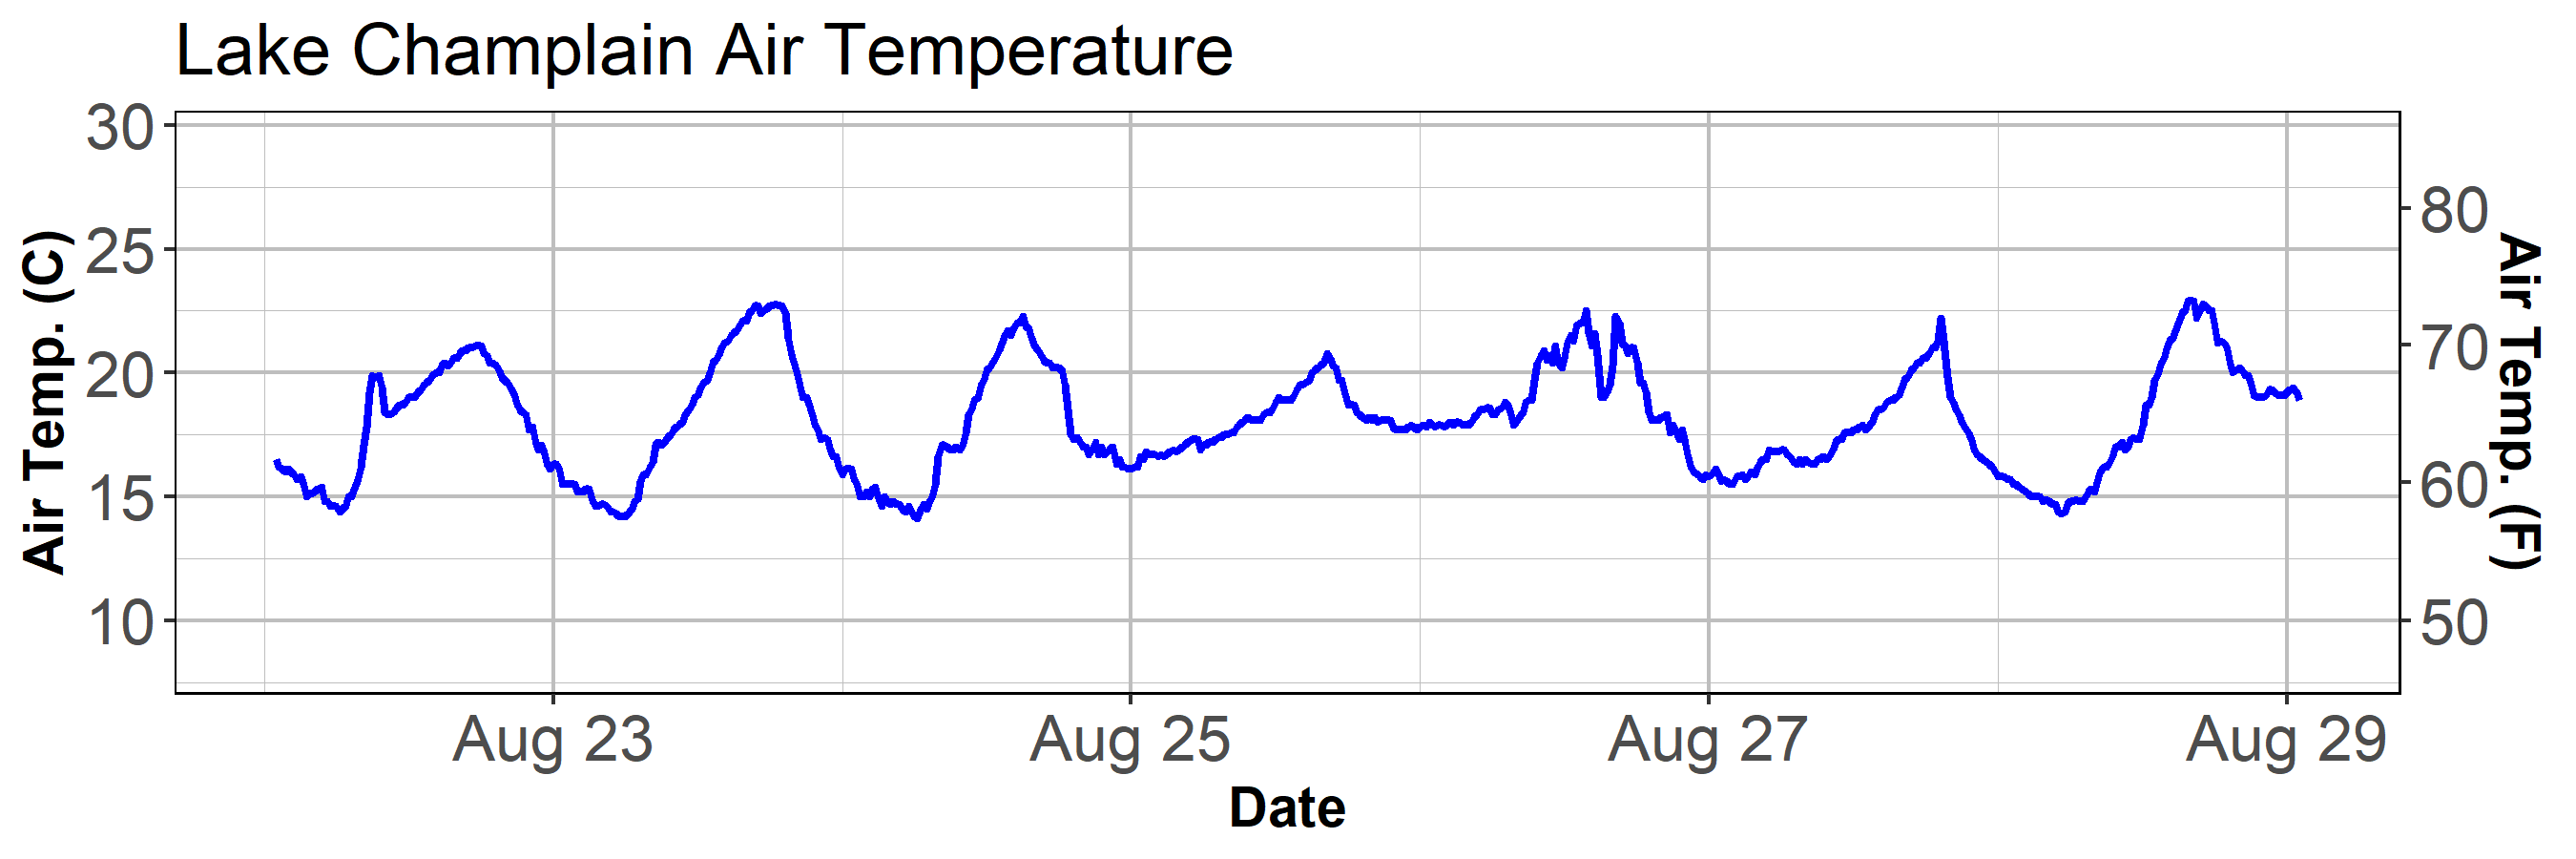 Lake Champlain Air Temperature
Air Temp. (C)
30
25
20
15
10
80
70
60
50
Air Temp. (F)
Aug 23 Aug 25 Aug 27 Aug 29
Date